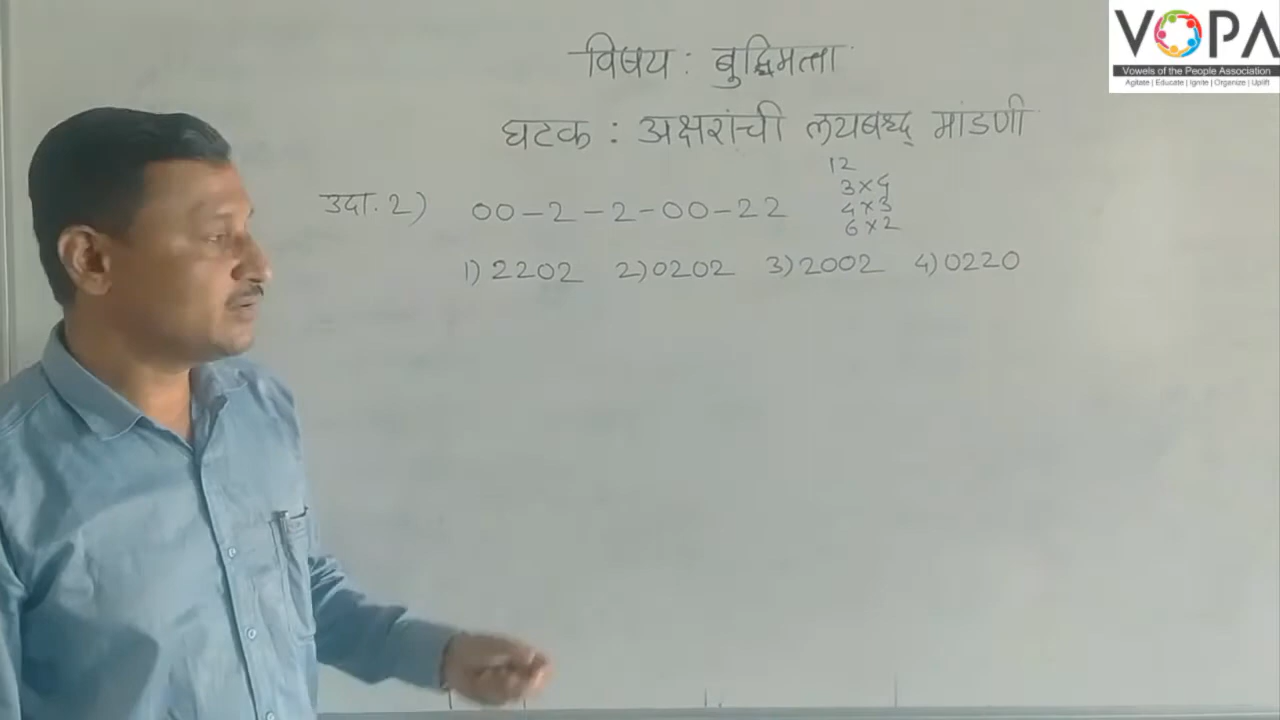 VOPA
Vowels of the People Association
Agitate | Educate | Ignite | Organize | Uplift
विषय : बुद्धिमत्ता
घटक : अक्षरांची लयबध्द् मांडणी
12
3×4
4×3
6×2
उदा. 2) 00-2-2-00-22
1) 2202 2) 0202 3) 2002 4) 0220